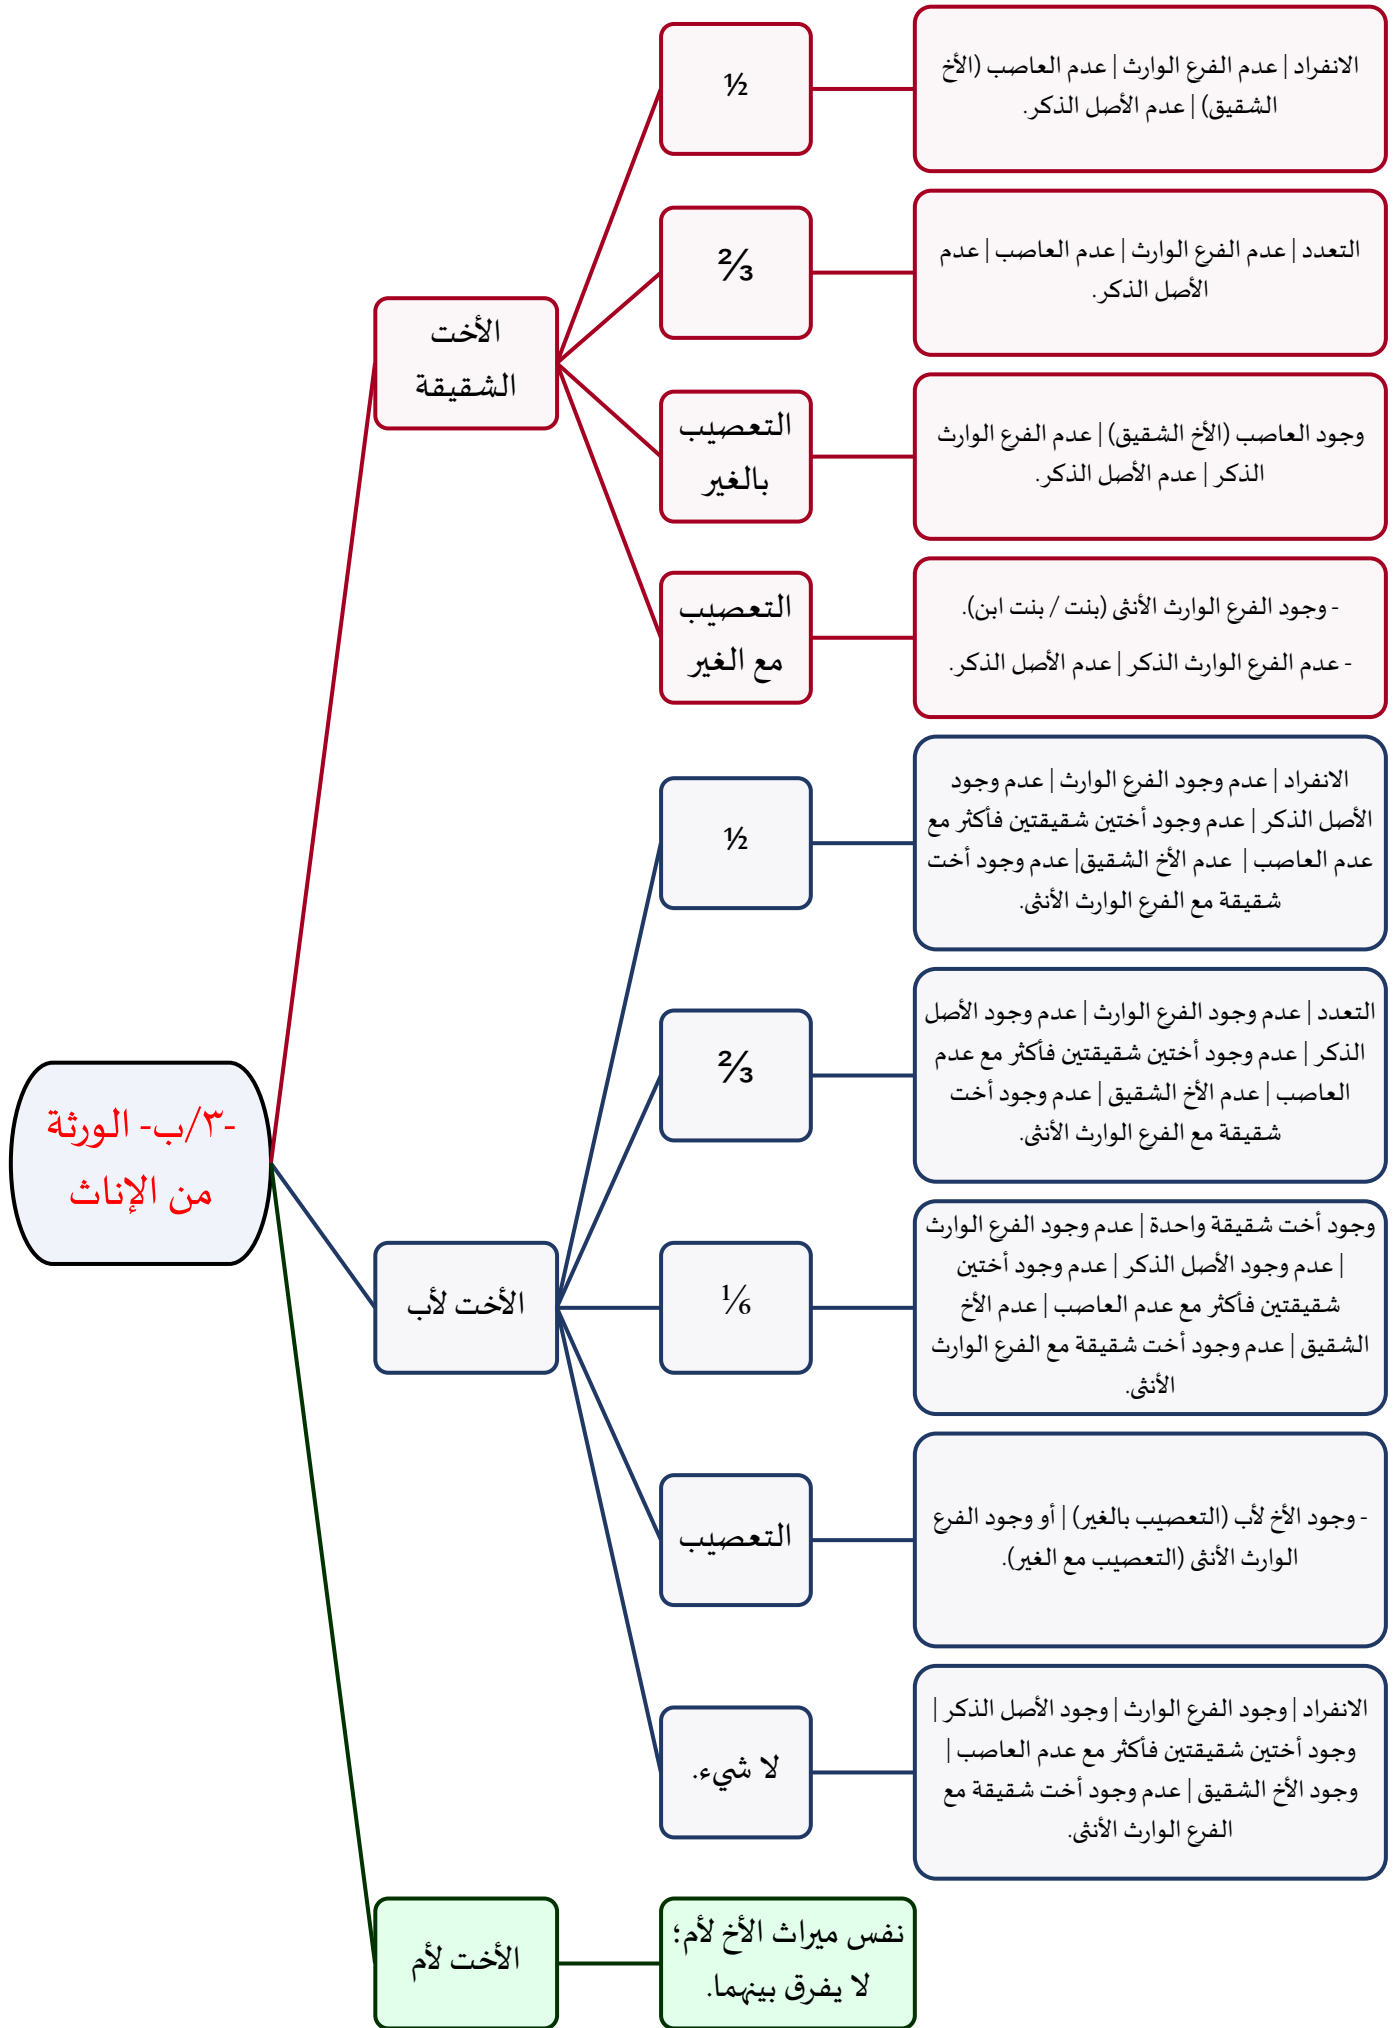 -٣/ب- الورثة
من الإناث
الأخت
الشقيقة
½
الانفراد | عدم الفرع الوارث | عدم العاصب (الأخ
الشقيق) | عدم الأصل الذكر.
⅔
التعدد | عدم الفرع الوارث | عدم العاصب | عدم
الأصل الذكر.
التعصيب
بالغير
وجود العاصب (الأخ الشقيق) | عدم الفرع الوارث
الذكر | عدم الأصل الذكر.
التعصيب
مع الغير
- وجود الفرع الوارث الأنثى (بنت / بنت ابن).
- عدم الفرع الوارث الذكر | عدم الأصل الذكر.
الأخت لأب
½
الانفراد | عدم وجود الفرع الوارث | عدم وجود
الأصل الذكر | عدم وجود أختين شقيقتين فأكثر مع
عدم العاصب | عدم الأخ الشقيق| عدم وجود أخت
شقيقة مع الفرع الوارث الأنثى.
⅔
التعدد | عدم وجود الفرع الوارث | عدم وجود الأصل
الذكر | عدم وجود أختين شقيقتين فأكثر مع عدم
العاصب | عدم الأخ الشقيق | عدم وجود أخت
شقيقة مع الفرع الوارث الأنثى.
⅙
وجود أخت شقيقة واحدة | عدم وجود الفرع الوارث
| عدم وجود الأصل الذكر | عدم وجود أختين
شقيقتين فأكثر مع عدم العاصب | عدم الأخ
الشقيق | عدم وجود أخت شقيقة مع الفرع الوارث
الأنثى.
التعصيب
- وجود الأخ لأب (التعصيب بالغير) | أو وجود الفرع
الوارث الأنثى (التعصيب مع الغير).
لا شيء.
الانفراد | وجود الفرع الوارث | وجود الأصل الذكر |
وجود أختين شقيقتين فأكثر مع عدم العاصب |
وجود الأخ الشقيق | عدم وجود أخت شقيقة مع
الفرع الوارث الأنثى.
الأخت لأم
نفس ميراث الأخ لأم؛
لا يفرق بينهما.